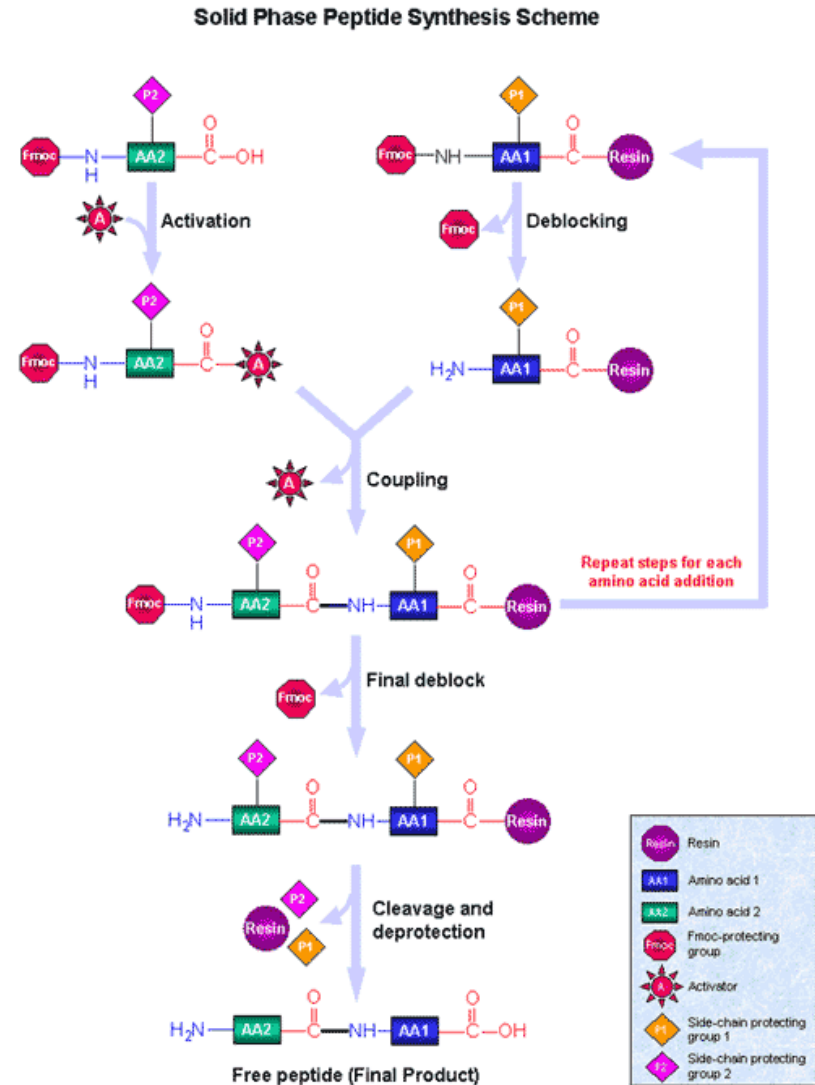 Solid Phase Peptide Synthesis Scheme
P2
P1
Fmoc N H AA2 C O OH
Fmoc NH AA1 C O Resin
A Activation
Fmoc Deblocking
P2
P1
Fmoc N H AA2 C O A
H₂N AA1 C O Resin
A Coupling
P2
P1
Fmoc N H AA2 C O NH AA1 C O Resin
Repeat steps for each
amino acid addition
Fmoc Final deblock
P2
P1
H₂N AA2 C O NH AA1 C O Resin
P2
Resin
P1
Cleavage and
deprotection
H₂N AA2 C O NH AA1 C O OH
Free peptide (Final Product)
Resin Resin
AA1 Amino acid 1
AA2 Amino acid 2
Fmoc Fmoc-protecting
group
A Activator
P1 Side-chain protecting
group 1
P2 Side-chain protecting
group 2